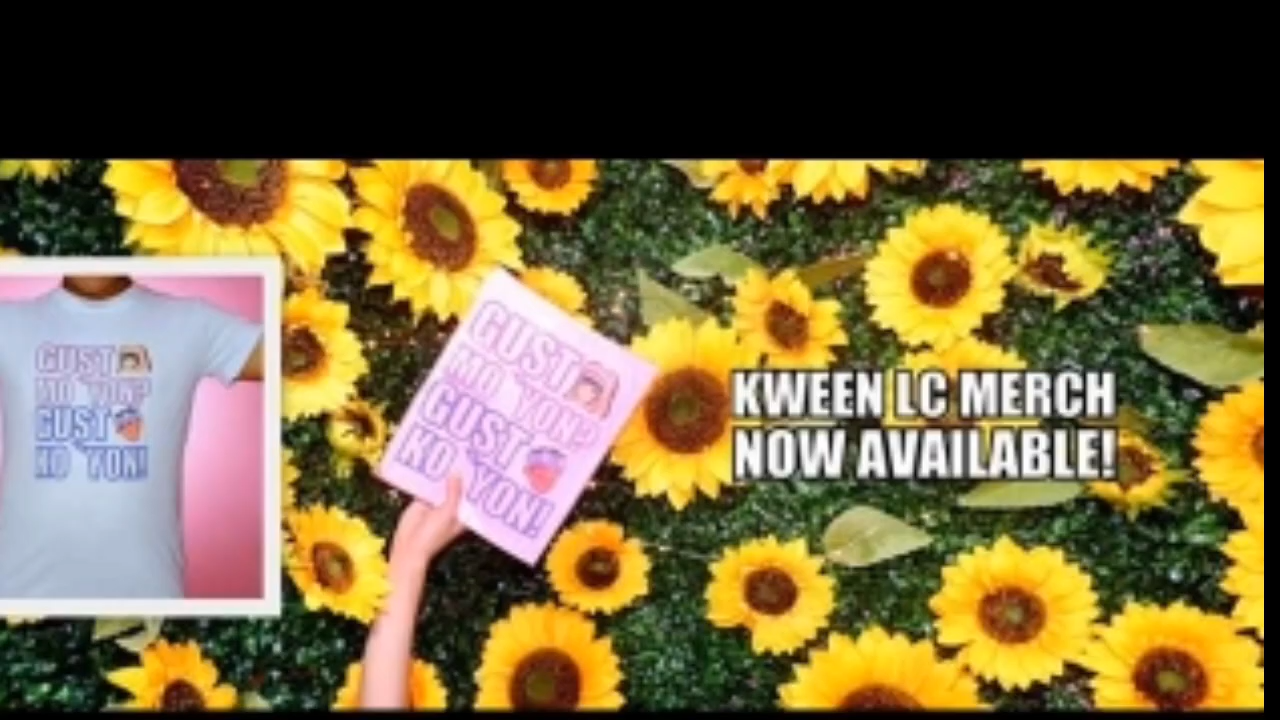 GUST
MO 'YON?
GUST
KO 'YON!
GUST
MO 'YON?
GUST
KO 'YON!
KWEEN LC MERCH
NOW AVAILABLE!